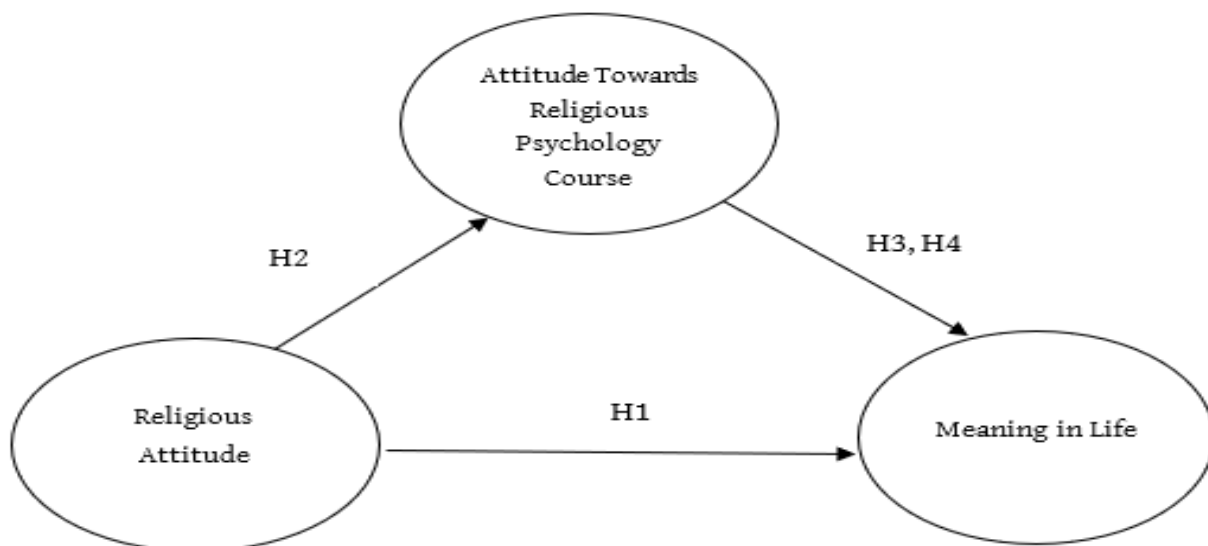 Attitude Towards
Religious
Psychology
Course
H2
H3, H4
Religious
Attitude
H1
Meaning in Life